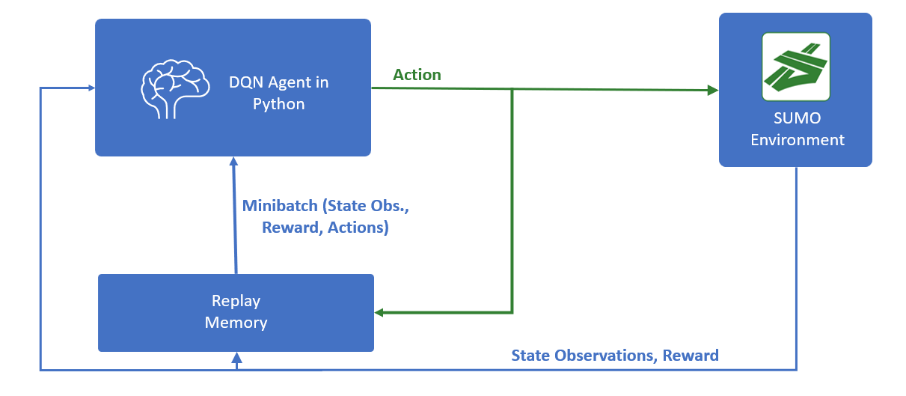 DQN Agent in
Python
Action
SUMO
Environment
Minibatch (State Obs.,
Reward, Actions)
Replay
Memory
State Observations, Reward